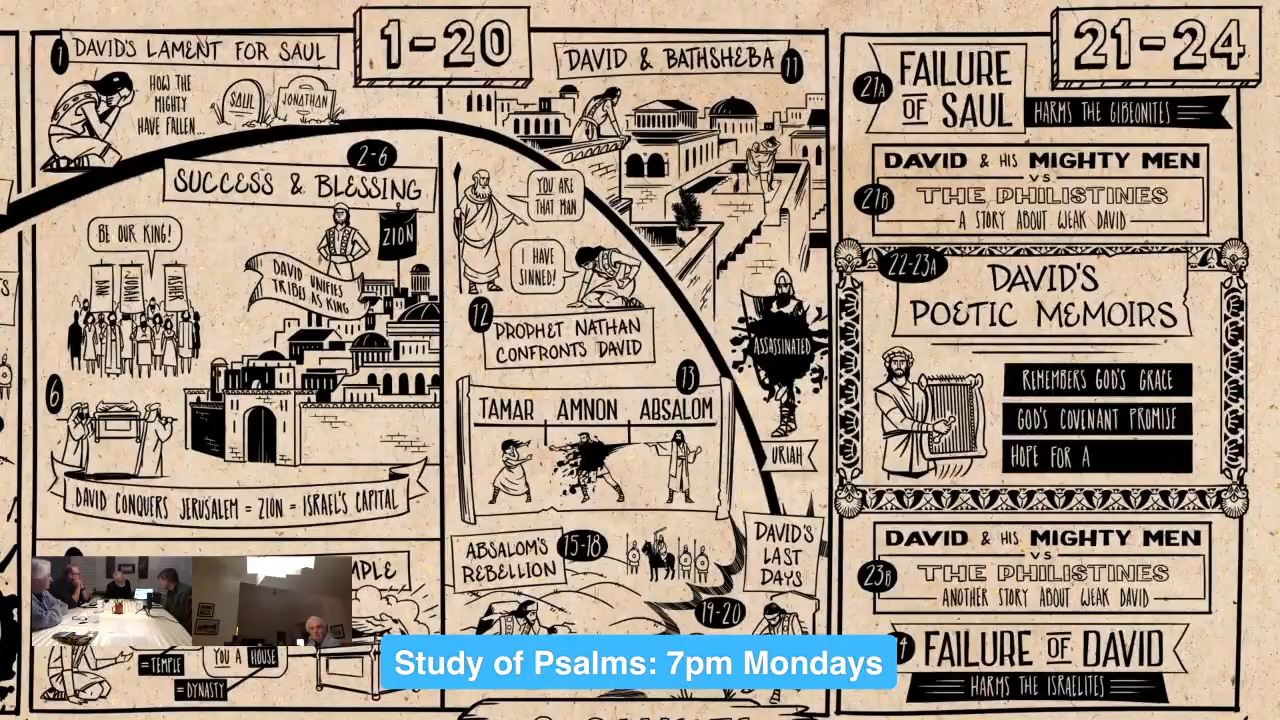 1-20
21-24
1
DAVID'S LAMENT FOR SAUL
HOW THE
MIGHTY
HAVE FALLEN...
SAUL
JONATHAN
2-6
SUCCESS & BLESSING
BE OUR KING!
DAN
JUDAH
ASHER
ZION
DAVID UNIFIES
TRIBES AS KING
6
DAVID CONQUERS JERUSALEM = ZION = ISRAEL'S CAPITAL
= TEMPLE
= DYNASTY
YOU A HOUSE
DAVID & BATHSHEBA
11
YOU ARE
THAT MAN
I HAVE
SINNED!
12
PROPHET NATHAN
CONFRONTS DAVID
ASSASSINATED
URIAH
13
TAMAR AMNON ABSALOM
ABSALOM'S
REBELLION
15-18
DAVID'S
LAST
DAYS
19-20
21A
FAILURE
OF SAUL
HARMS THE GIBEONITES
DAVID & HIS MIGHTY MEN
VS.
21B
THE PHILISTINES
A STORY ABOUT WEAK DAVID
22-23A
DAVID'S
POETIC MEMOIRS
REMEMBERS GOD'S GRACE
GOD'S COVENANT PROMISE
HOPE FOR A
DAVID & HIS MIGHTY MEN
VS
23B
THE PHILISTINES
ANOTHER STORY ABOUT WEAK DAVID
FAILURE OF DAVID
HARMS THE ISRAELITES
Study of Psalms: 7pm Mondays